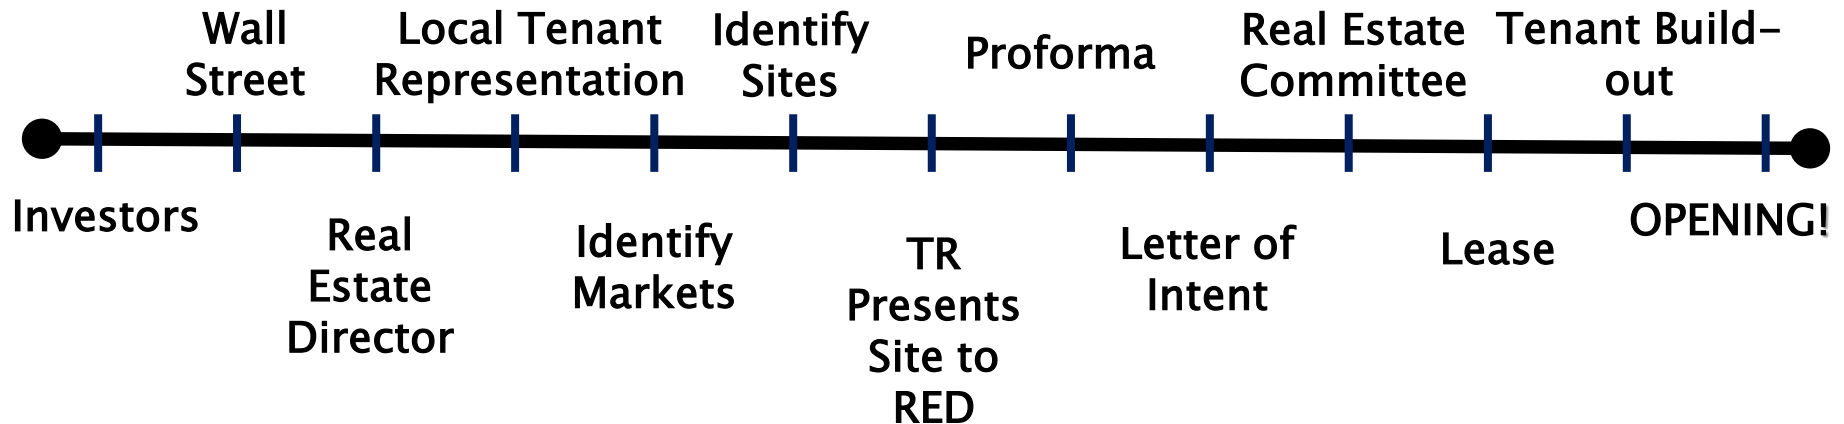 Wall
Street
Local Tenant
Representation
Identify
Sites
Proforma
Real Estate
Committee
Tenant Build-
out
Investors
Real
Estate
Director
Identify
Markets
TR
Presents
Site to
RED
Letter of
Intent
Lease
OPENING!